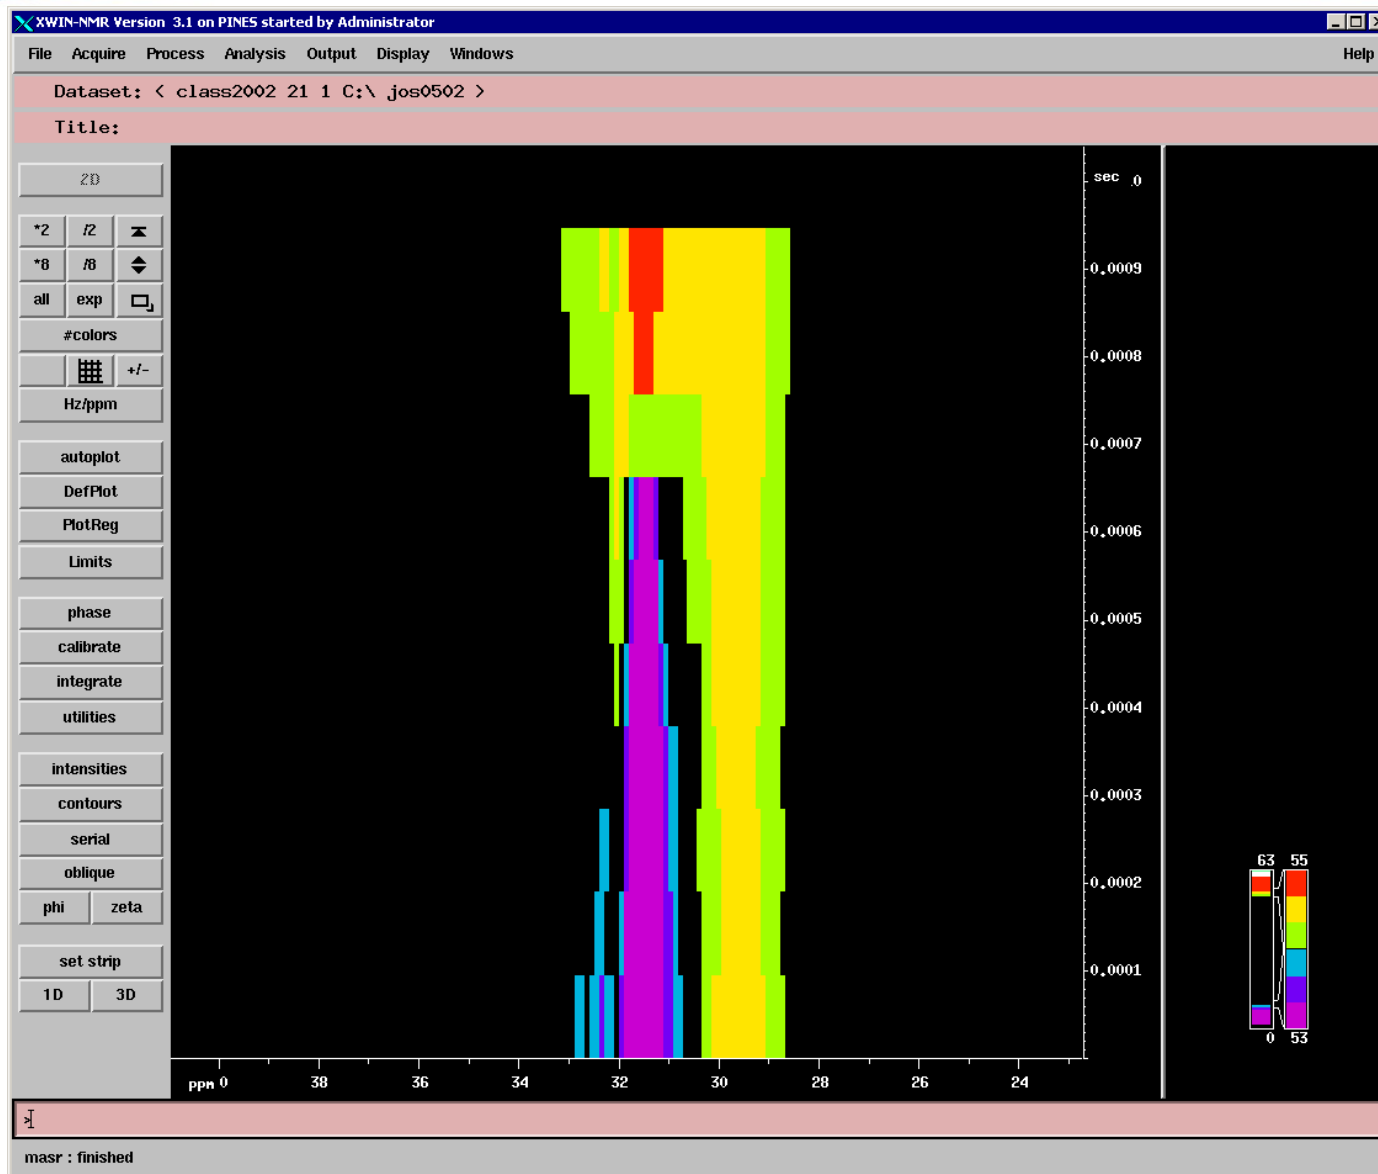 XWIN-NMR Version 3.1 on PINES started by Administrator
File Acquire Process Analysis Output Display Windows Help
Dataset: < class2002 21 1 C:\ jos0502 >
Title:
2D
*2 /2
*8 /8
all exp
#colors
+/-
Hz/ppm
autoplot
DefPlot
PlotReg
Limits
phase
calibrate
integrate
utilities
intensities
contours
serial
oblique
phi zeta
set strip
1D 3D
sec .0
0.0009
0.0008
0.0007
0.0006
0.0005
0.0004
0.0003
0.0002
0.0001
63 55
0 53
ppm 0 38 36 34 32 30 28 26 24
>
masr : finished